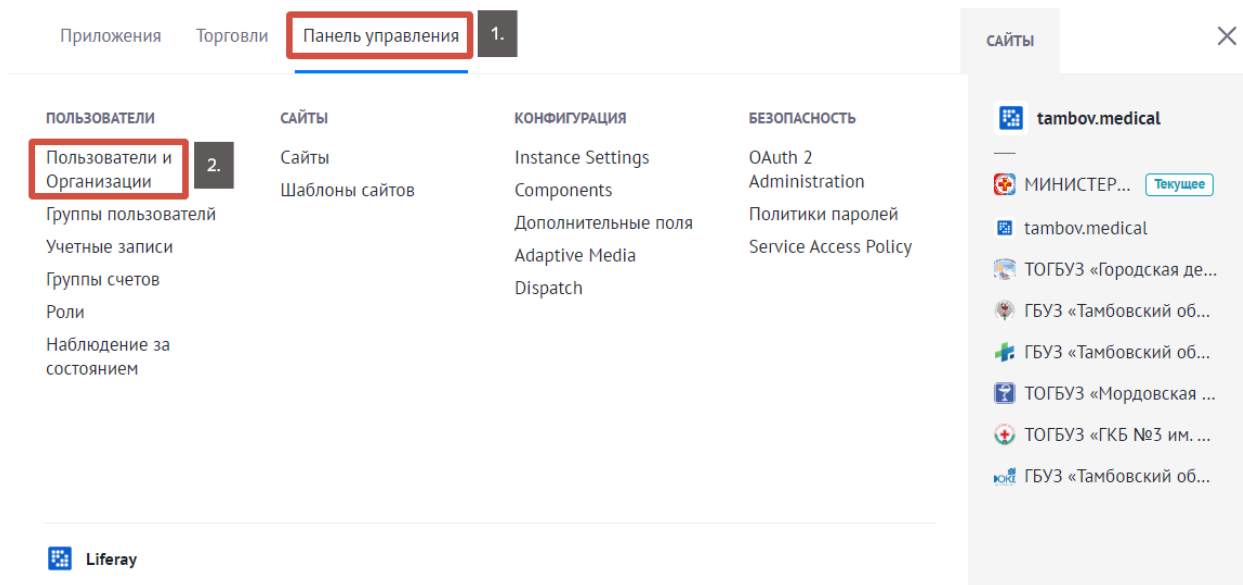 Приложения Торговли Панель управления 1.
ПОЛЬЗОВАТЕЛИ
Пользователи и
Организации
2.
Группы пользователй
Учетные записи
Группы счетов
Роли
Наблюдение за
состоянием
САЙТЫ
Сайты
Шаблоны сайтов
КОНФИГУРАЦИЯ
Instance Settings
Components
Дополнительные поля
Adaptive Media
Dispatch
БЕЗОПАСНОСТЬ
OAuth 2
Administration
Политики паролей
Service Access Policy
Liferay
САЙТЫ
tambov.medical
МИНИСТЕР... Текущее
tambov.medical
ТОГБУЗ «Городская де...
ГБУЗ «Тамбовский об...
ГБУЗ «Тамбовский об...
ТОГБУЗ «Мордовская ...
ТОГБУЗ «ГКБ №3 им. ...
ГБУЗ «Тамбовский об...